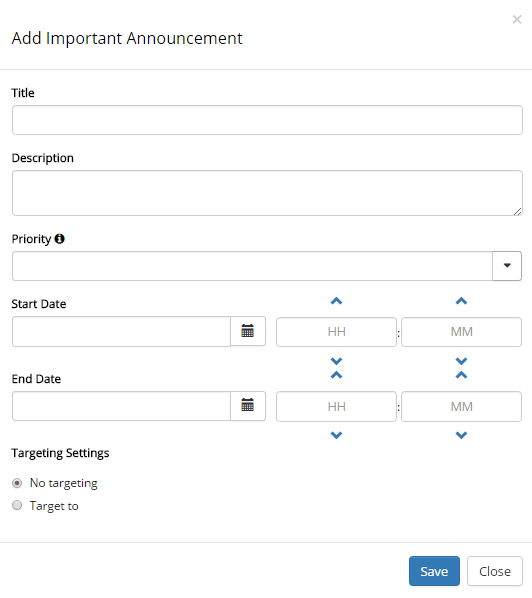 ×
Add Important Announcement
Title
Description
Priority
Start Date
HH : MM
End Date
HH : MM
Targeting Settings
No targeting
Target to
Save Close